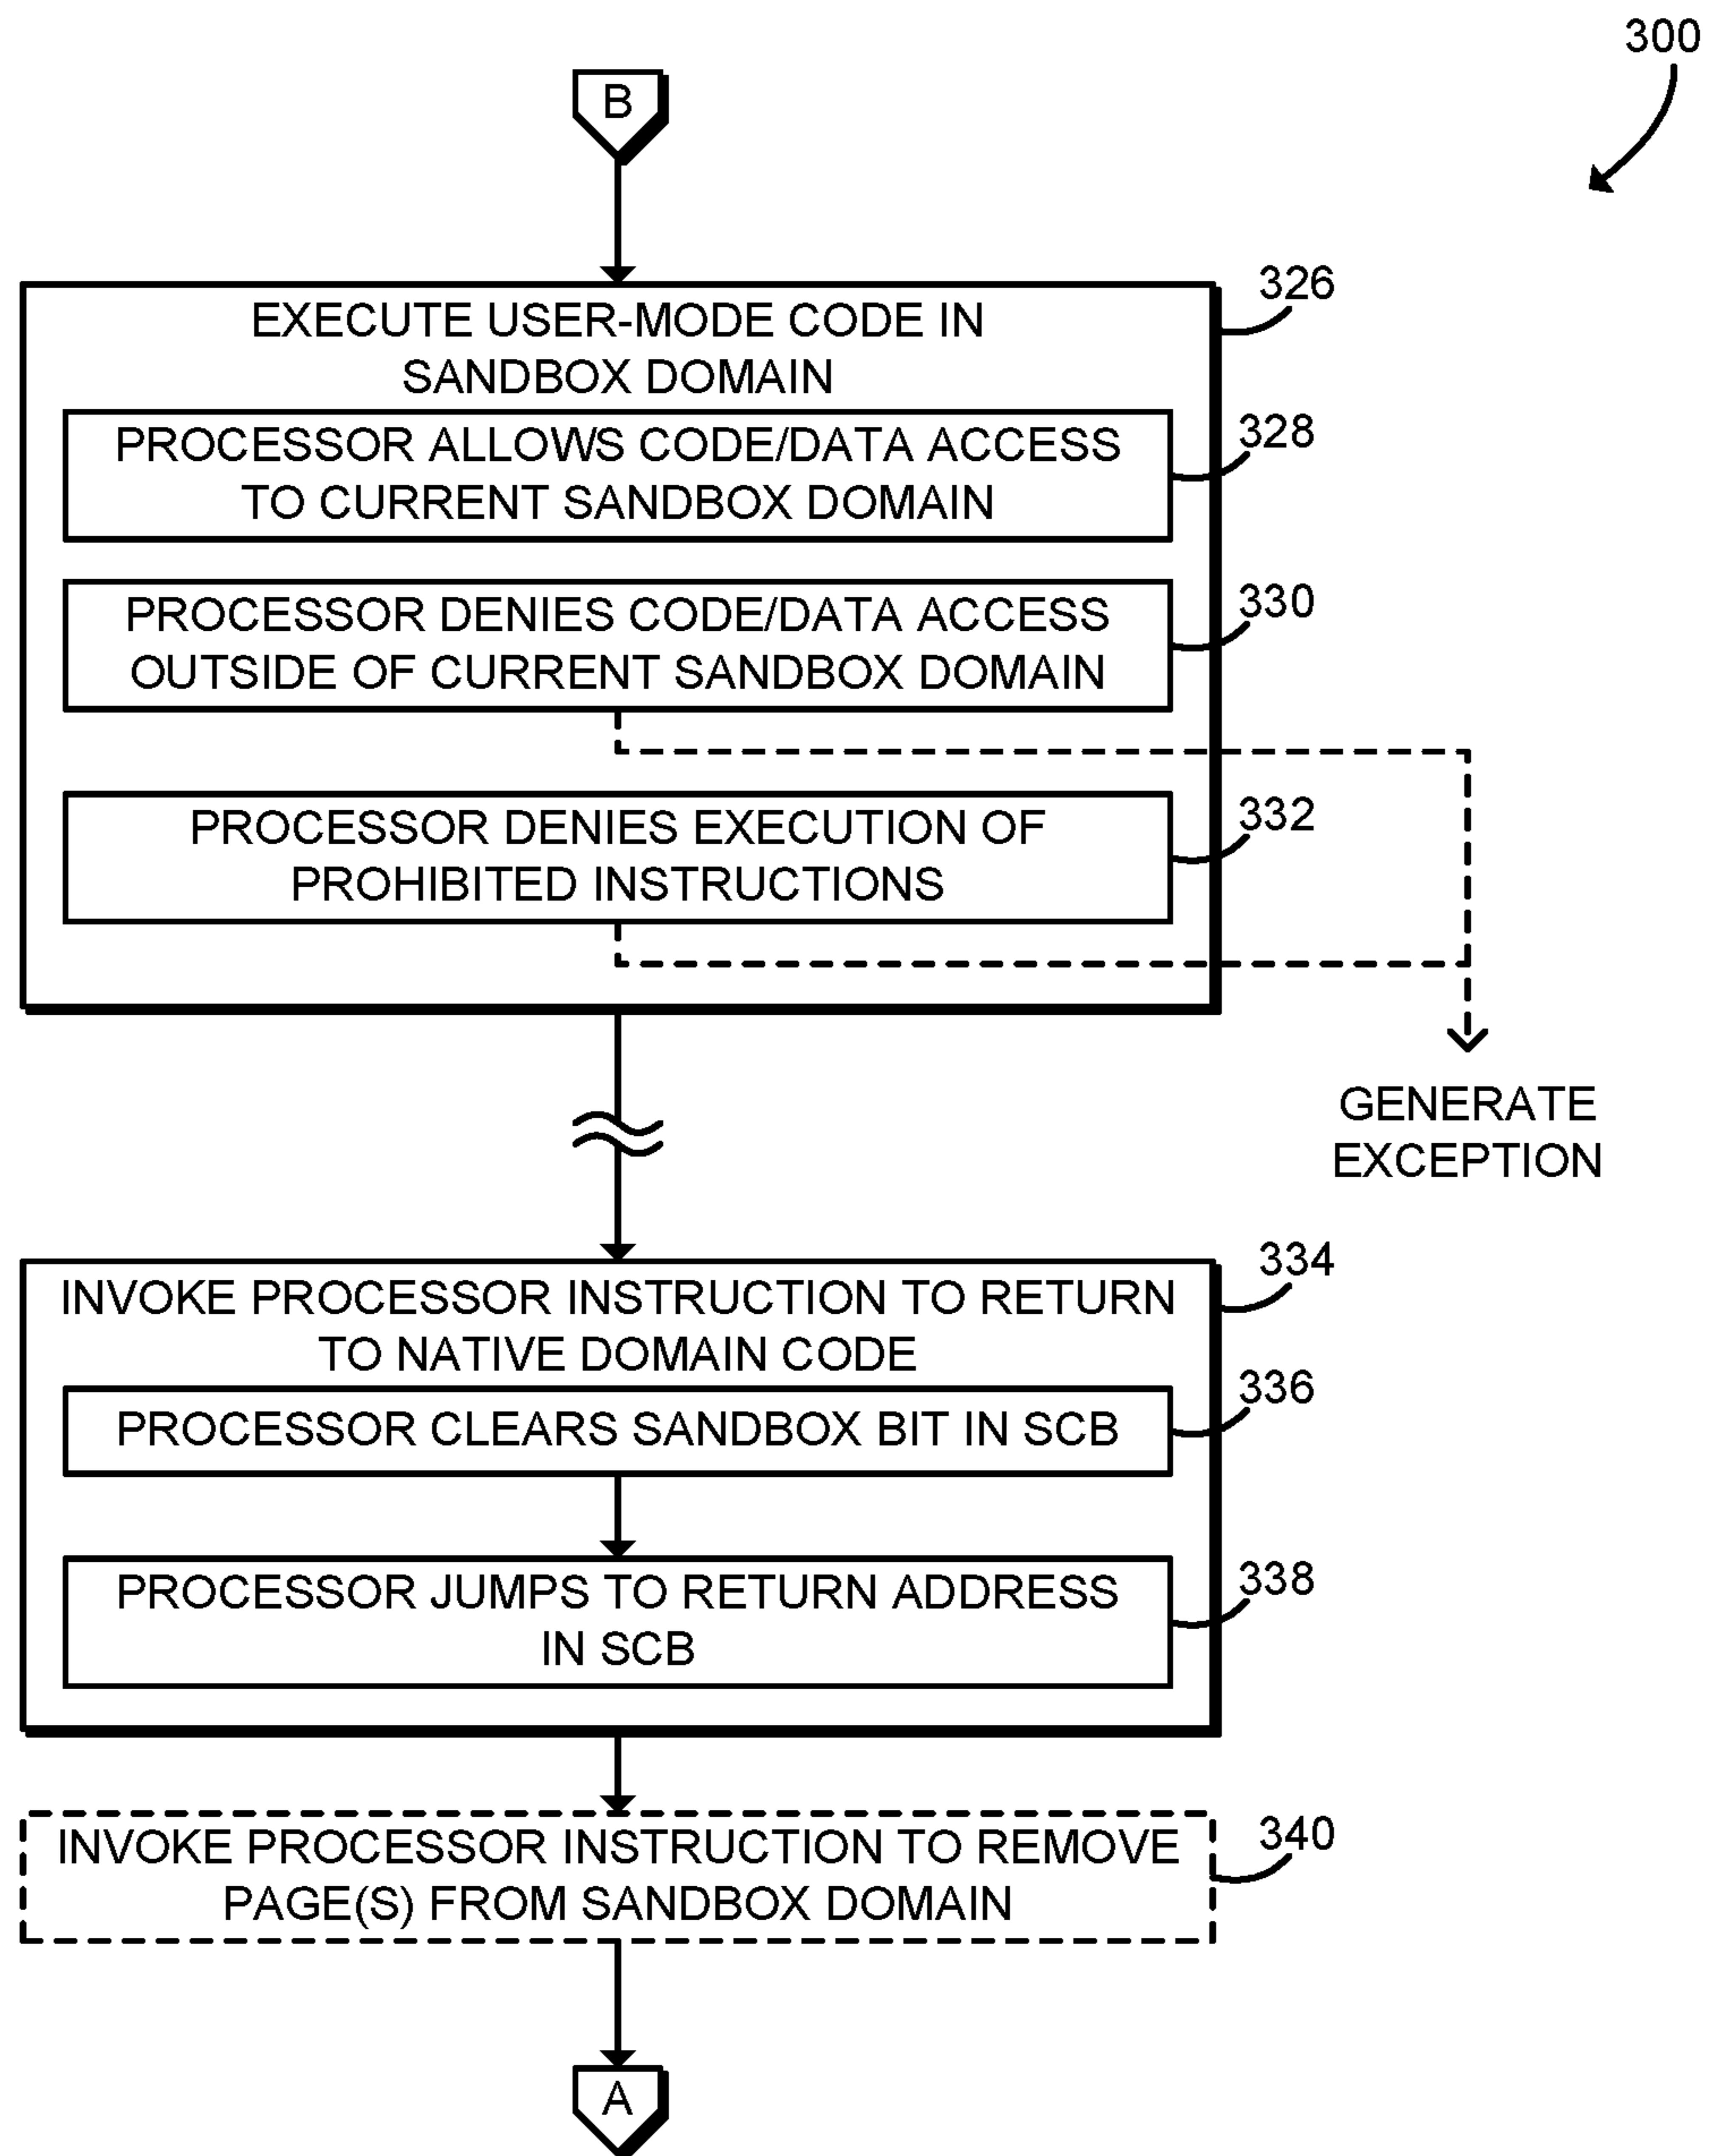 300
B
326
EXECUTE USER-MODE CODE IN
SANDBOX DOMAIN
328
PROCESSOR ALLOWS CODE/DATA ACCESS
TO CURRENT SANDBOX DOMAIN
330
PROCESSOR DENIES CODE/DATA ACCESS
OUTSIDE OF CURRENT SANDBOX DOMAIN
332
PROCESSOR DENIES EXECUTION OF
PROHIBITED INSTRUCTIONS
GENERATE
EXCEPTION
334
INVOKE PROCESSOR INSTRUCTION TO RETURN
TO NATIVE DOMAIN CODE
336
PROCESSOR CLEARS SANDBOX BIT IN SCB
338
PROCESSOR JUMPS TO RETURN ADDRESS
IN SCB
340
INVOKE PROCESSOR INSTRUCTION TO REMOVE
PAGE(S) FROM SANDBOX DOMAIN
A